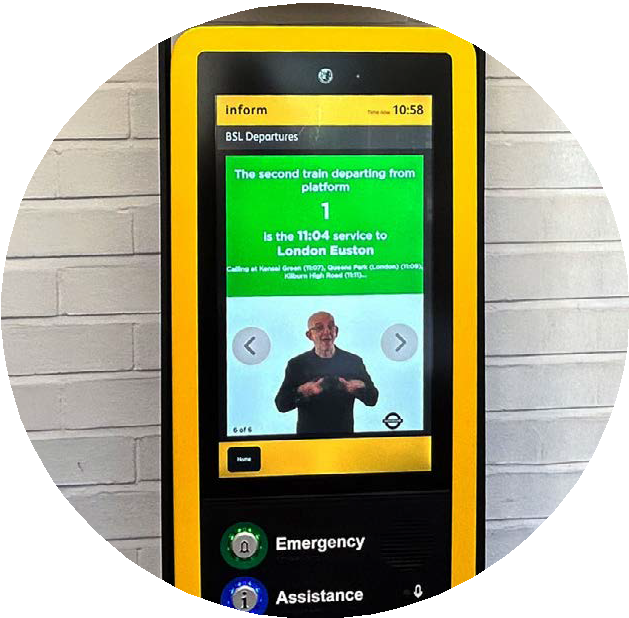 inform
Time now 10:58
BSL Departures
The second train departing from
platform
1
is the 11:04 service to
London Euston
Calling at Kensal Green (11:07), Queens Park (London) (11:09),
Kilburn High Road (11:11)...
6 of 6
Home
Emergency
Assistance